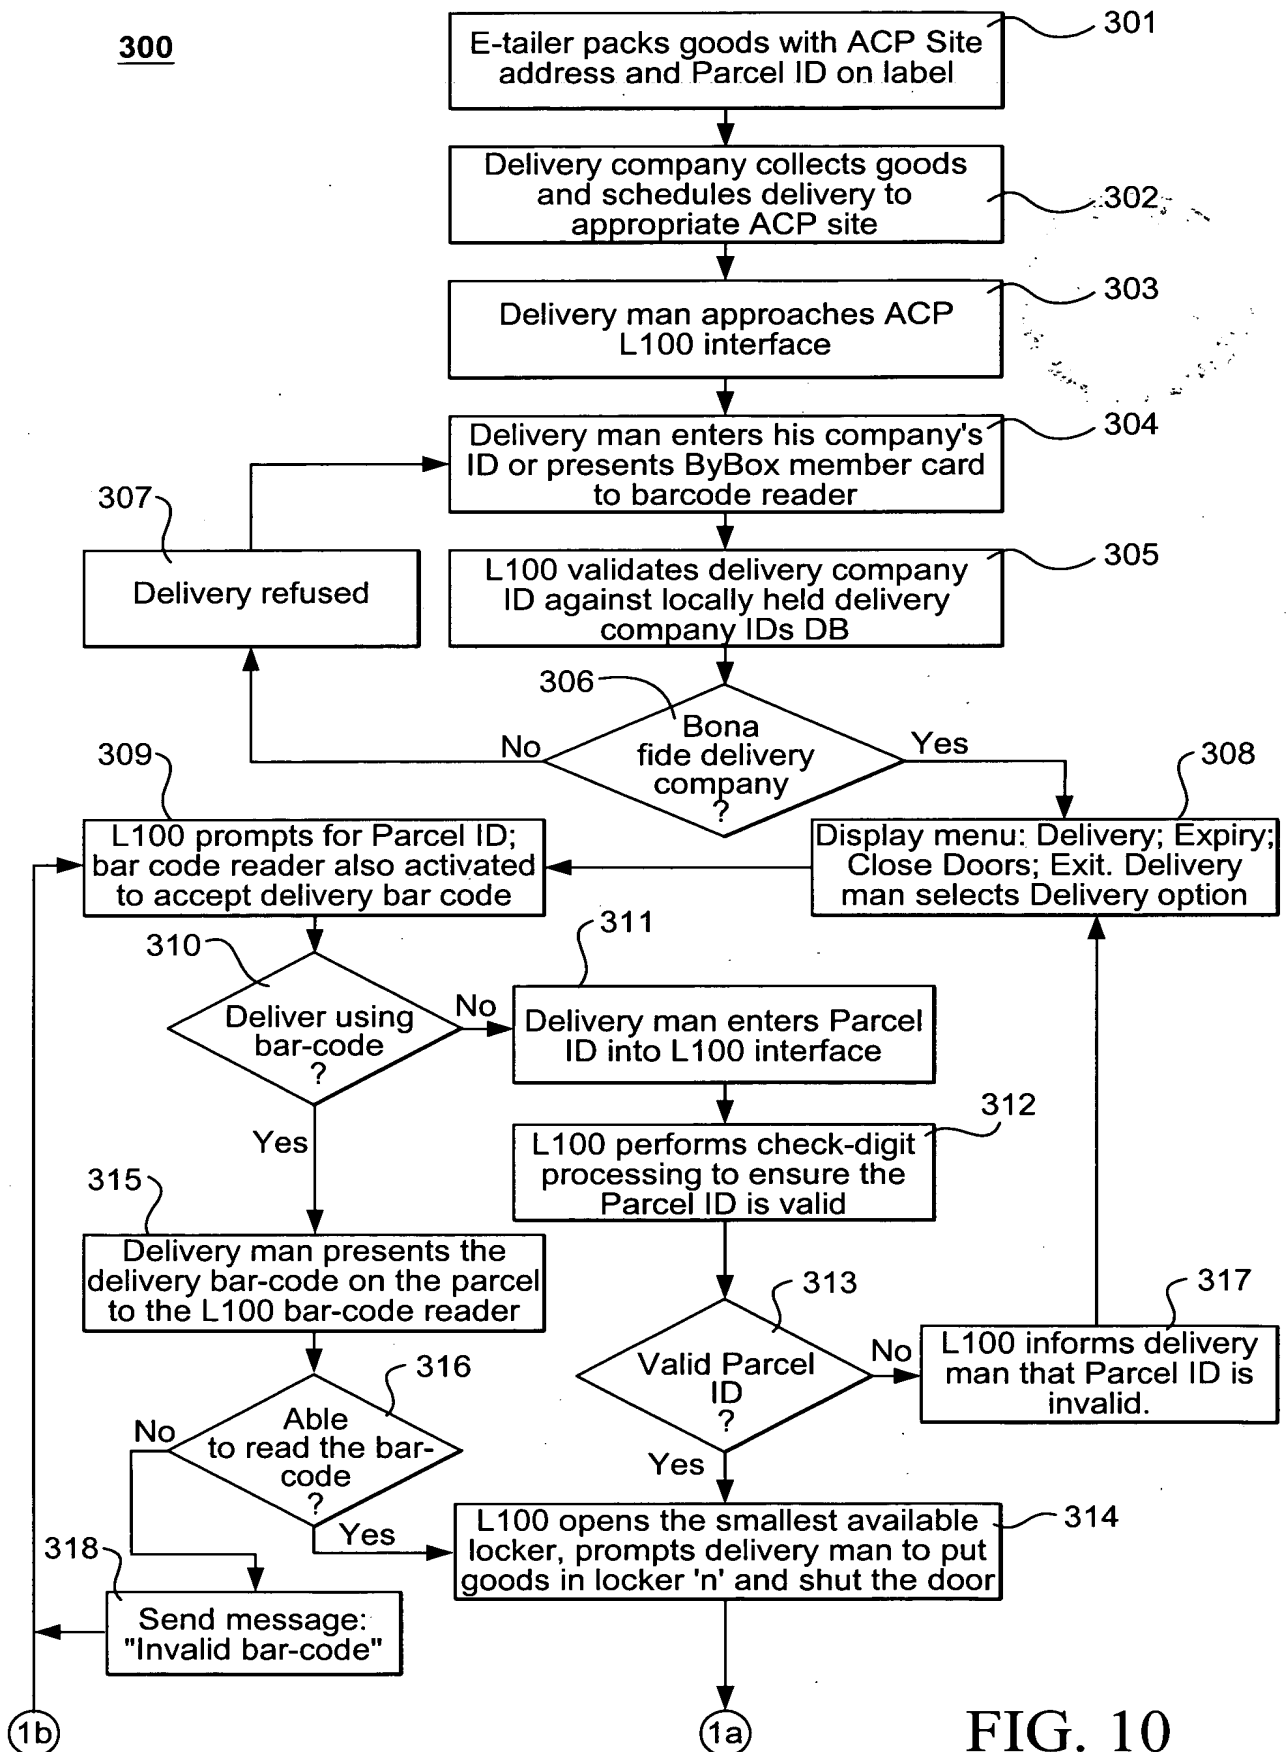 300
301
E-tailer packs goods with ACP Site
address and Parcel ID on label
302
Delivery company collects goods
and schedules delivery to
appropriate ACP site
303
Delivery man approaches ACP
L100 interface
304
Delivery man enters his company's
ID or presents ByBox member card
to barcode reader
307
Delivery refused
305
L100 validates delivery company
ID against locally held delivery
company IDs DB
306
Bona
fide delivery
company
?
No
Yes
309
L100 prompts for Parcel ID;
bar code reader also activated
to accept delivery bar code
308
Display menu: Delivery; Expiry;
Close Doors; Exit. Delivery
man selects Delivery option
310
Deliver using
bar-code
?
No
Yes
311
Delivery man enters Parcel
ID into L100 interface
312
L100 performs check-digit
processing to ensure the
Parcel ID is valid
315
Delivery man presents the
delivery bar-code on the parcel
to the L100 bar-code reader
313
Valid Parcel
ID
?
No
Yes
317
L100 informs delivery
man that Parcel ID is
invalid.
316
Able
to read the bar-
code
?
No
Yes
314
L100 opens the smallest available
locker, prompts delivery man to put
goods in locker 'n' and shut the door
318
Send message:
"Invalid bar-code"
1b
1a
FIG. 10